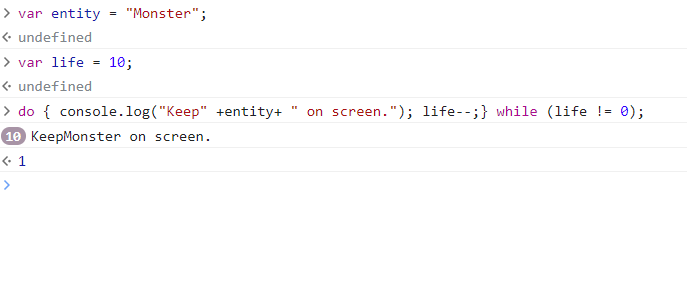 > var entity = "Monster";
<· undefined
> var life = 10;
<· undefined
> do { console.log("Keep" +entity+ " on screen."); life--;} while (life != 0);
10 KeepMonster on screen.
<· 1
>